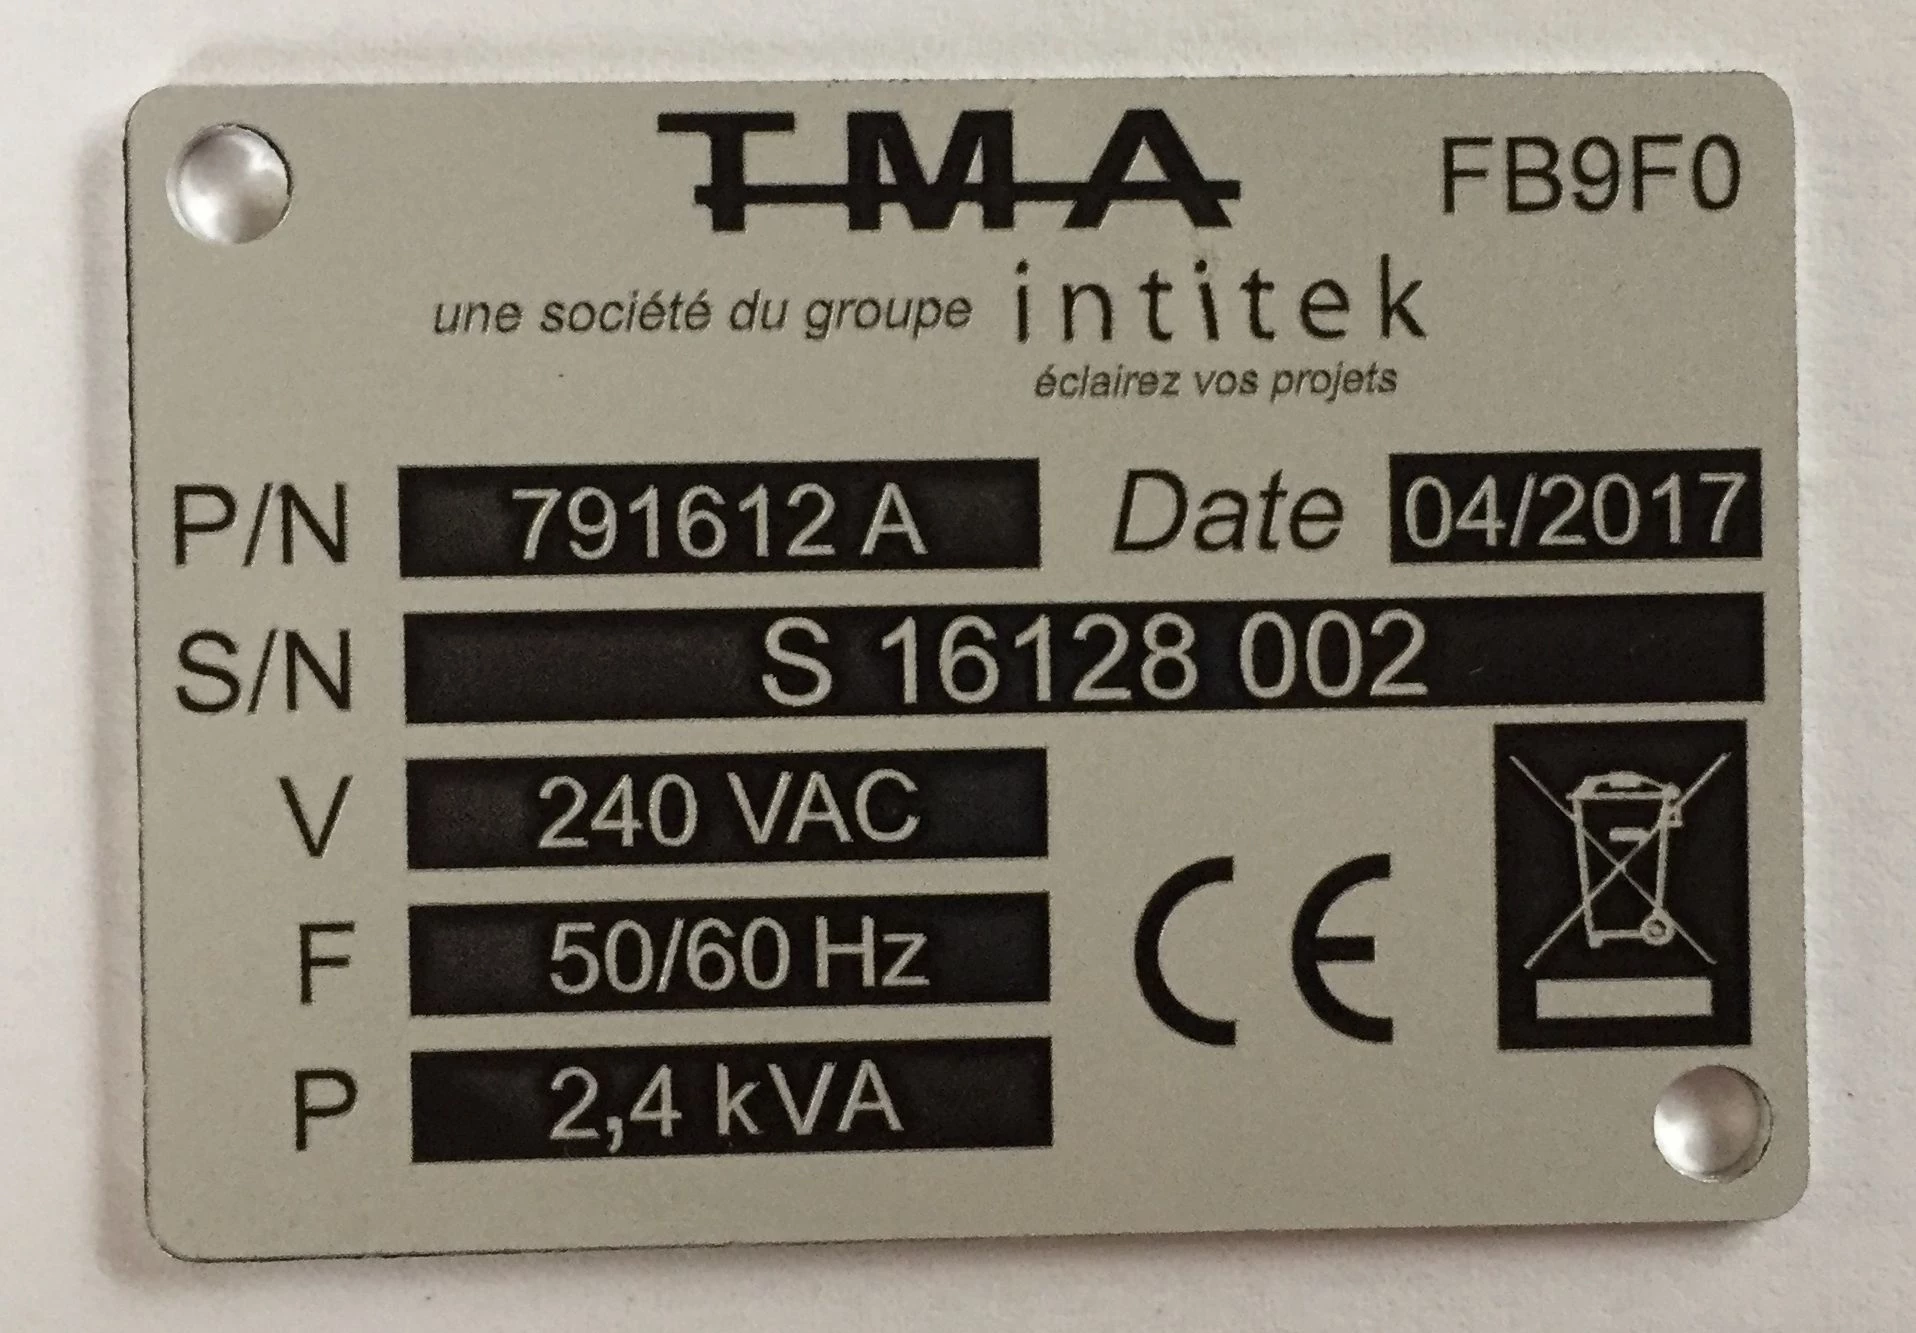 TMA FB9F0
une société du groupe intitek
éclairez vos projets
P/N 791612 A Date 04/2017
S/N S 16128 002
V 240 VAC
F 50/60 Hz
P 2,4 kVA
CE